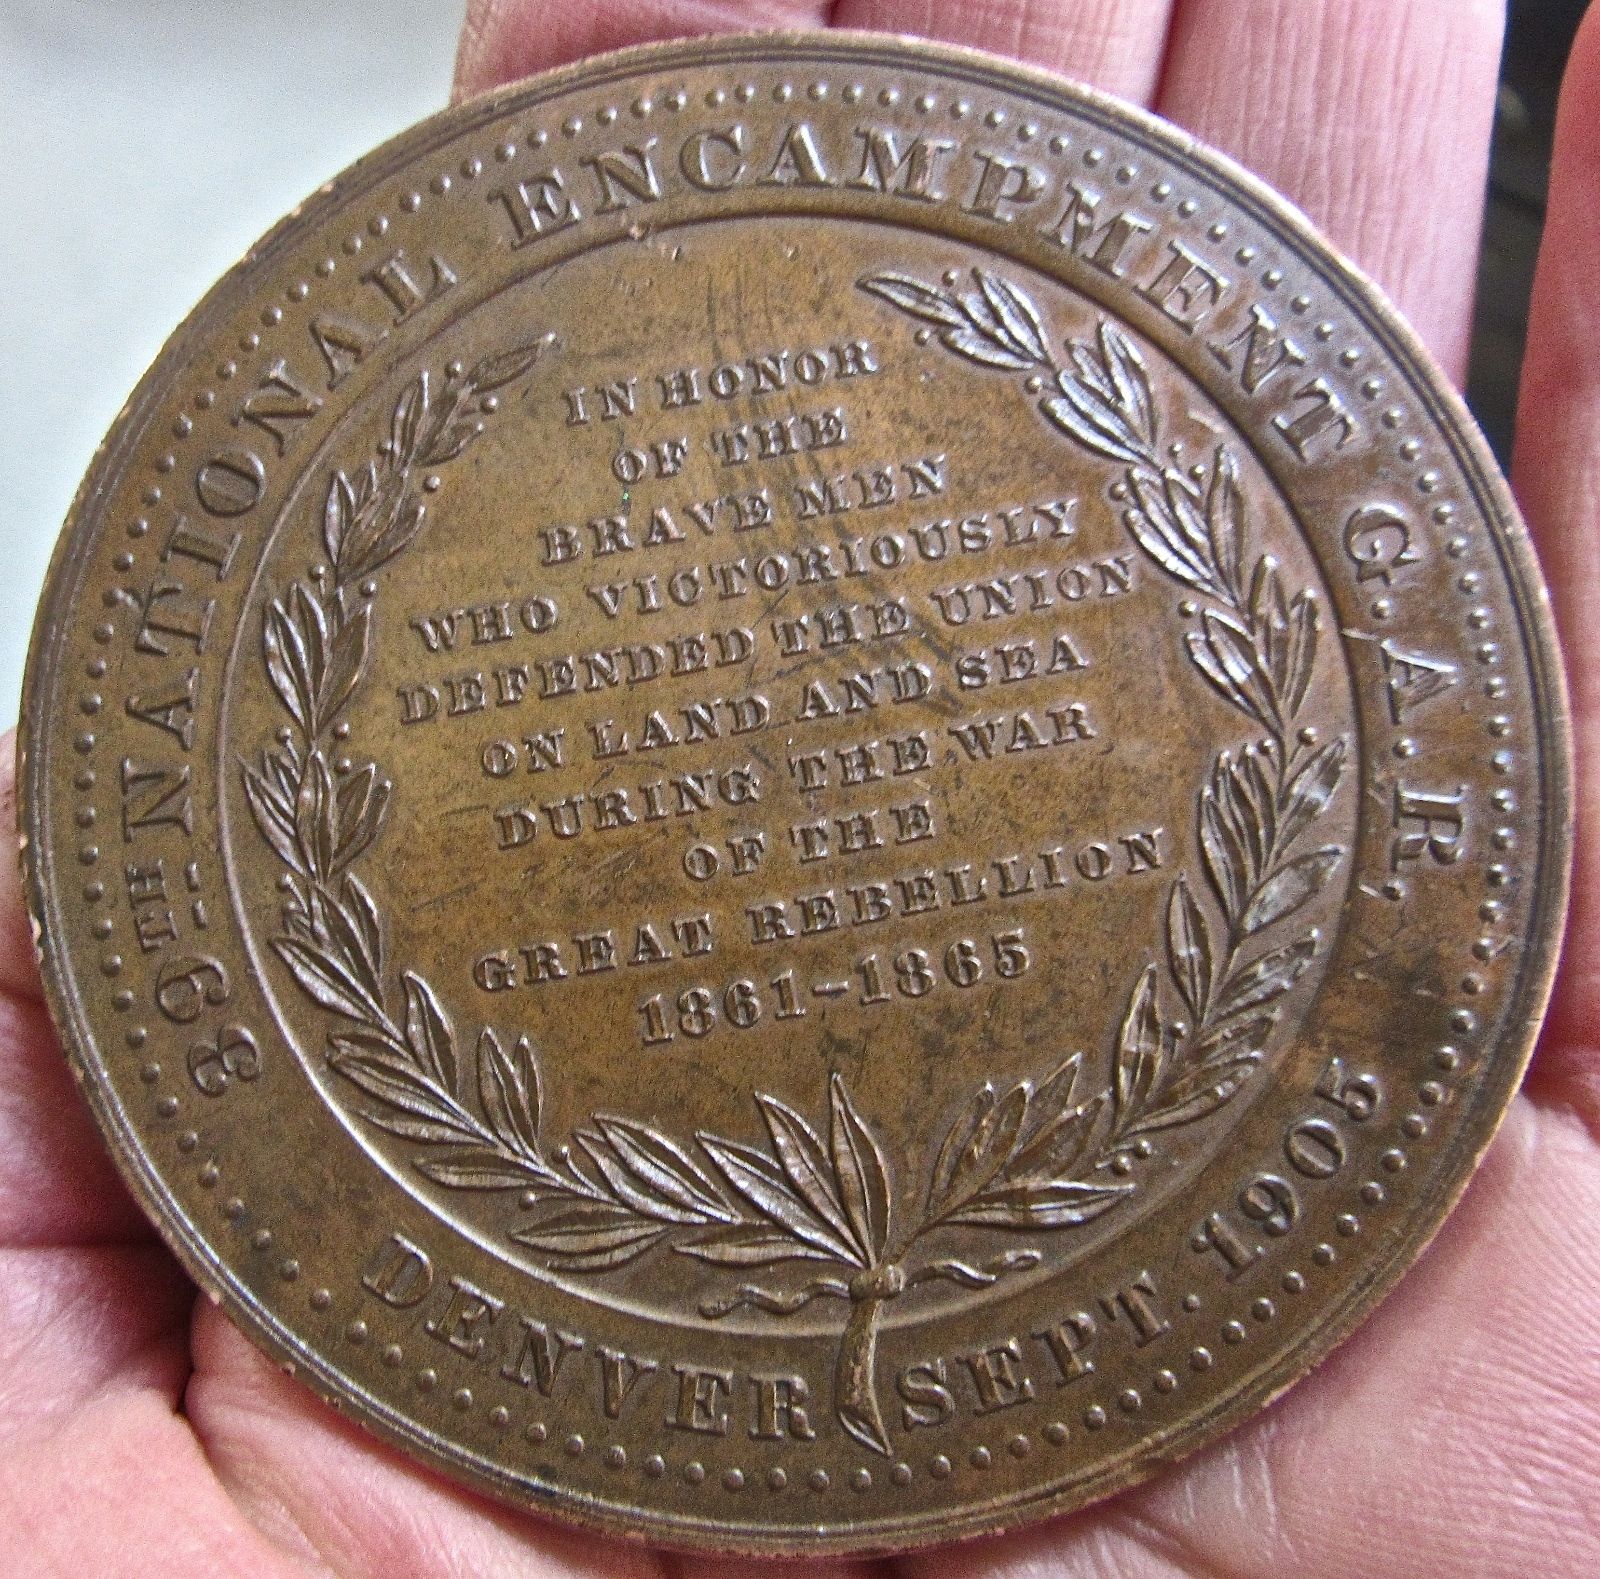 39TH NATIONAL ENCAMPMENT G.A.R,
IN HONOR
OF THE
BRAVE MEN
WHO VICTORIOUSLY
DEFENDED THE UNION
ON LAND AND SEA
DURING THE WAR
OF THE
GREAT REBELLION
1861-1865
DENVER SEPT. 1905